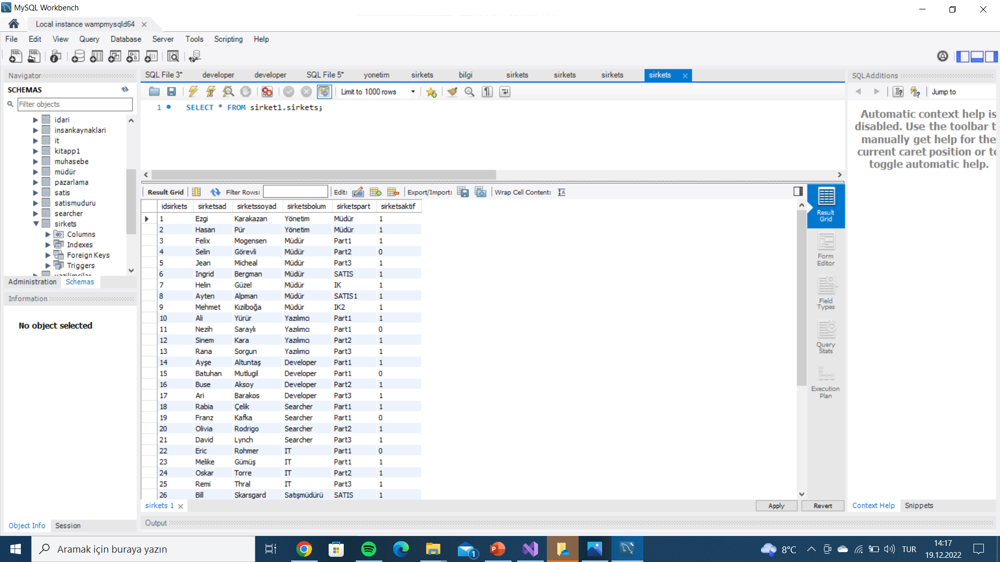 MySQL Workbench
Local instance wampmysqld64
File Edit View Query Database Server Tools Scripting Help
Navigator
SCHEMAS
Filter objects
idari
insankaynaklari
it
kitapp1
muhasebe
müdür
pazarlama
satis
satismuduru
searcher
sirkets
Columns
Indexes
Foreign Keys
Triggers
yazilimcilar
Administration Schemas
Information
No object selected
Object Info Session
SQL File 3* developer developer SQL File 5* yonetim sirkets bilgi sirkets sirkets sirkets sirkets
Limit to 1000 rows
1 SELECT * FROM sirket1.sirkets;
Result Grid Filter Rows: Edit: Export/Import: Wrap Cell Content:
idsirkets sirketsad sirketssoyad sirketsbolum sirketspart sirketsaktif
1 Ezgi Karakazan Yönetim Müdür 1
2 Hasan Pür Yönetim Müdür 1
3 Felix Mogensen Müdür Part1 1
4 Selin Görevli Müdür Part2 0
5 Jean Micheal Müdür Part3 1
6 Ingrid Bergman Müdür SATIS 1
7 Helin Güzel Müdür IK 1
8 Ayten Alpman Müdür SATIS1 1
9 Mehmet Kızılboğa Müdür IK2 1
10 Ali Yürür Yazılımcı Part1 1
11 Nezih Saraylı Yazılımcı Part1 0
12 Sinem Kara Yazılımcı Part2 1
13 Rana Sorgun Yazılımcı Part3 1
14 Ayşe Altuntaş Developer Part1 1
15 Batuhan Mutlugil Developer Part1 0
16 Buse Aksoy Developer Part2 1
17 Ari Barakos Developer Part3 1
18 Rabia Çelik Searcher Part1 1
19 Franz Kafka Searcher Part1 0
20 Olivia Rodrigo Searcher Part2 1
21 David Lynch Searcher Part3 1
22 Eric Rohmer IT Part1 0
23 Melike Gümüş IT Part1 1
24 Oskar Torre IT Part2 1
25 Remi Thral IT Part3 1
26 Bill Skarsgard Satışmüdürü SATIS 1
sirkets 1
Apply Revert
Output
Result
Grid
Form
Editor
Field
Types
Query
Stats
Execution
Plan
SQLAdditions
Jump to
Automatic context help is
disabled. Use the toolbar t
manually get help for the
current caret position or to
toggle automatic help.
Context Help Snippets
Aramak için buraya yazın
1
8°C
TUR
14:17
19.12.2022